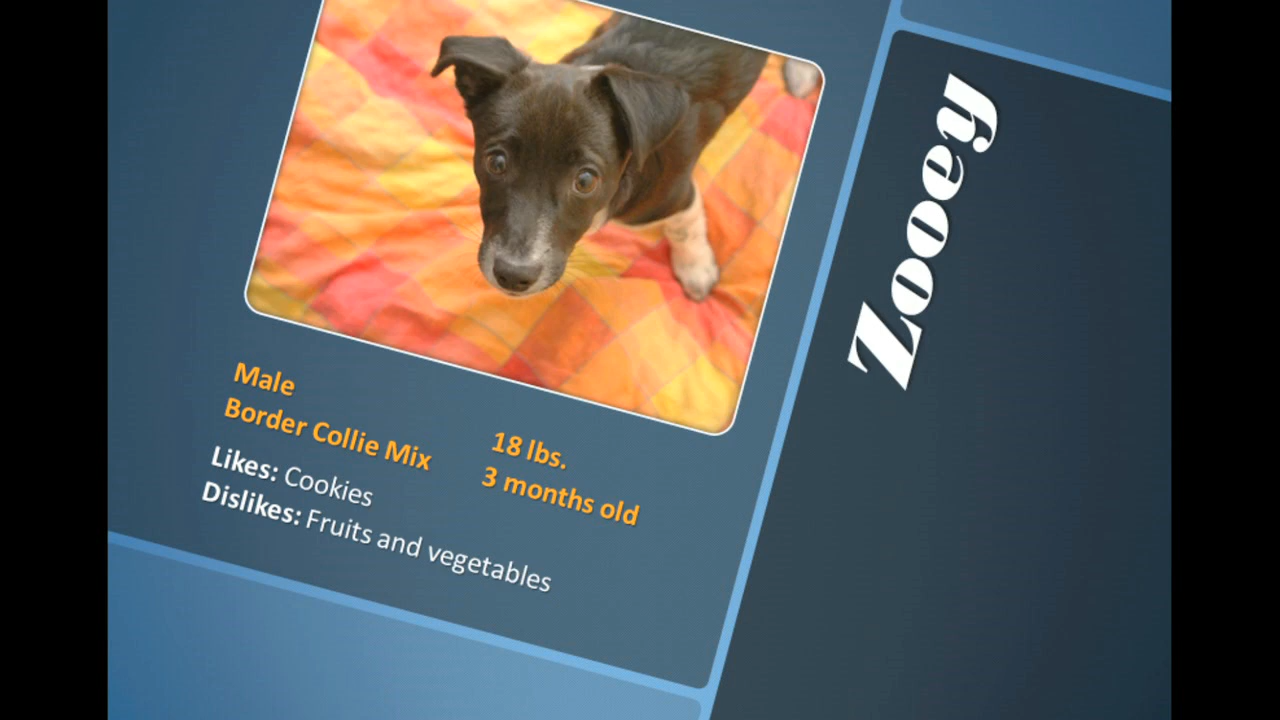 Zooey
Male
Border Collie Mix
18 lbs.
3 months old
Likes: Cookies
Dislikes: Fruits and vegetables